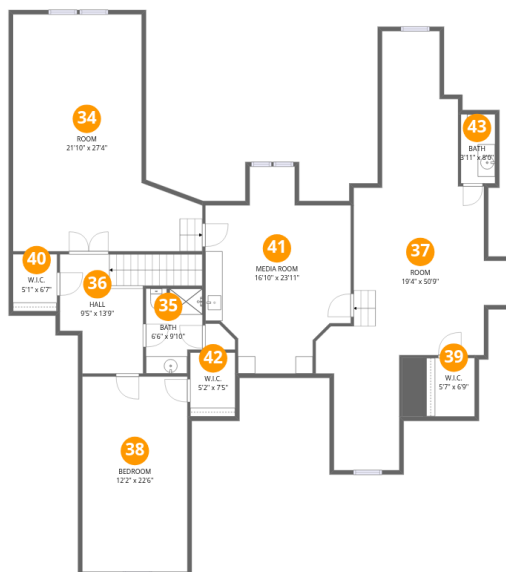 34
ROOM
21'10" x 27'4"
43
BATH
3'11" x 8'0"
41
MEDIA ROOM
16'10" x 23'11"
37
ROOM
19'4" x 50'9"
40
W.I.C.
5'1" x 6'7"
36
HALL
9'5" x 13'9"
35
BATH
6'6" x 9'10"
42
W.I.C.
5'2" x 7'5"
39
W.I.C.
5'7" x 6'9"
38
BEDROOM
12'2" x 22'6"